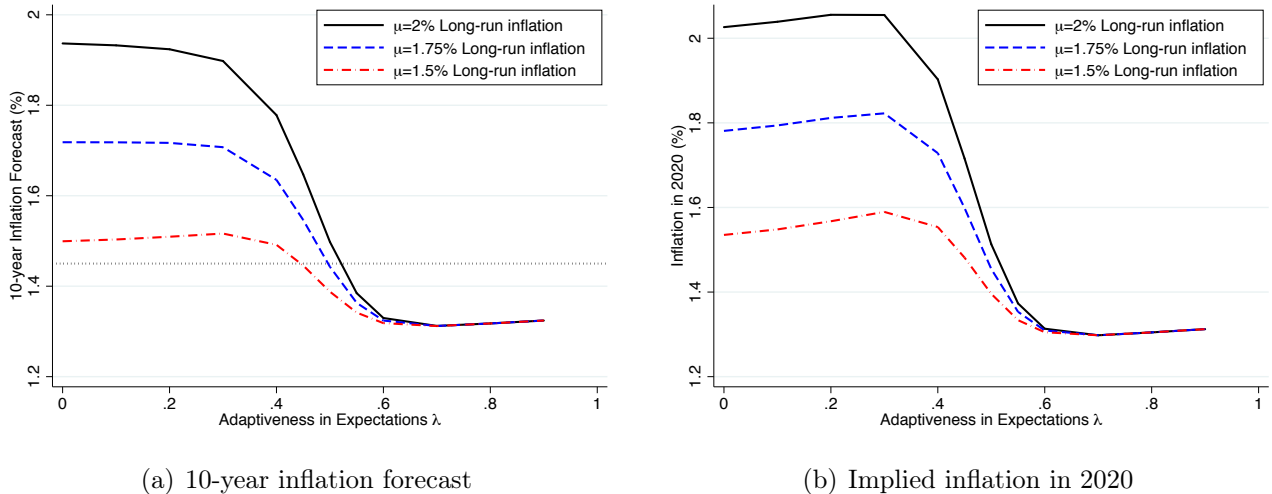 μ=2% Long-run inflation
μ=1.75% Long-run inflation
μ=1.5% Long-run inflation
10-year Inflation Forecast (%)
2
1.8
1.6
1.4
1.2
0
.2
.4
.6
.8
1
Adaptiveness in Expectations λ
(a) 10-year inflation forecast
μ=2% Long-run inflation
μ=1.75% Long-run inflation
μ=1.5% Long-run inflation
Inflation in 2020 (%)
2
1.8
1.6
1.4
1.2
0
.2
.4
.6
.8
1
Adaptiveness in Expectations λ
(b) Implied inflation in 2020